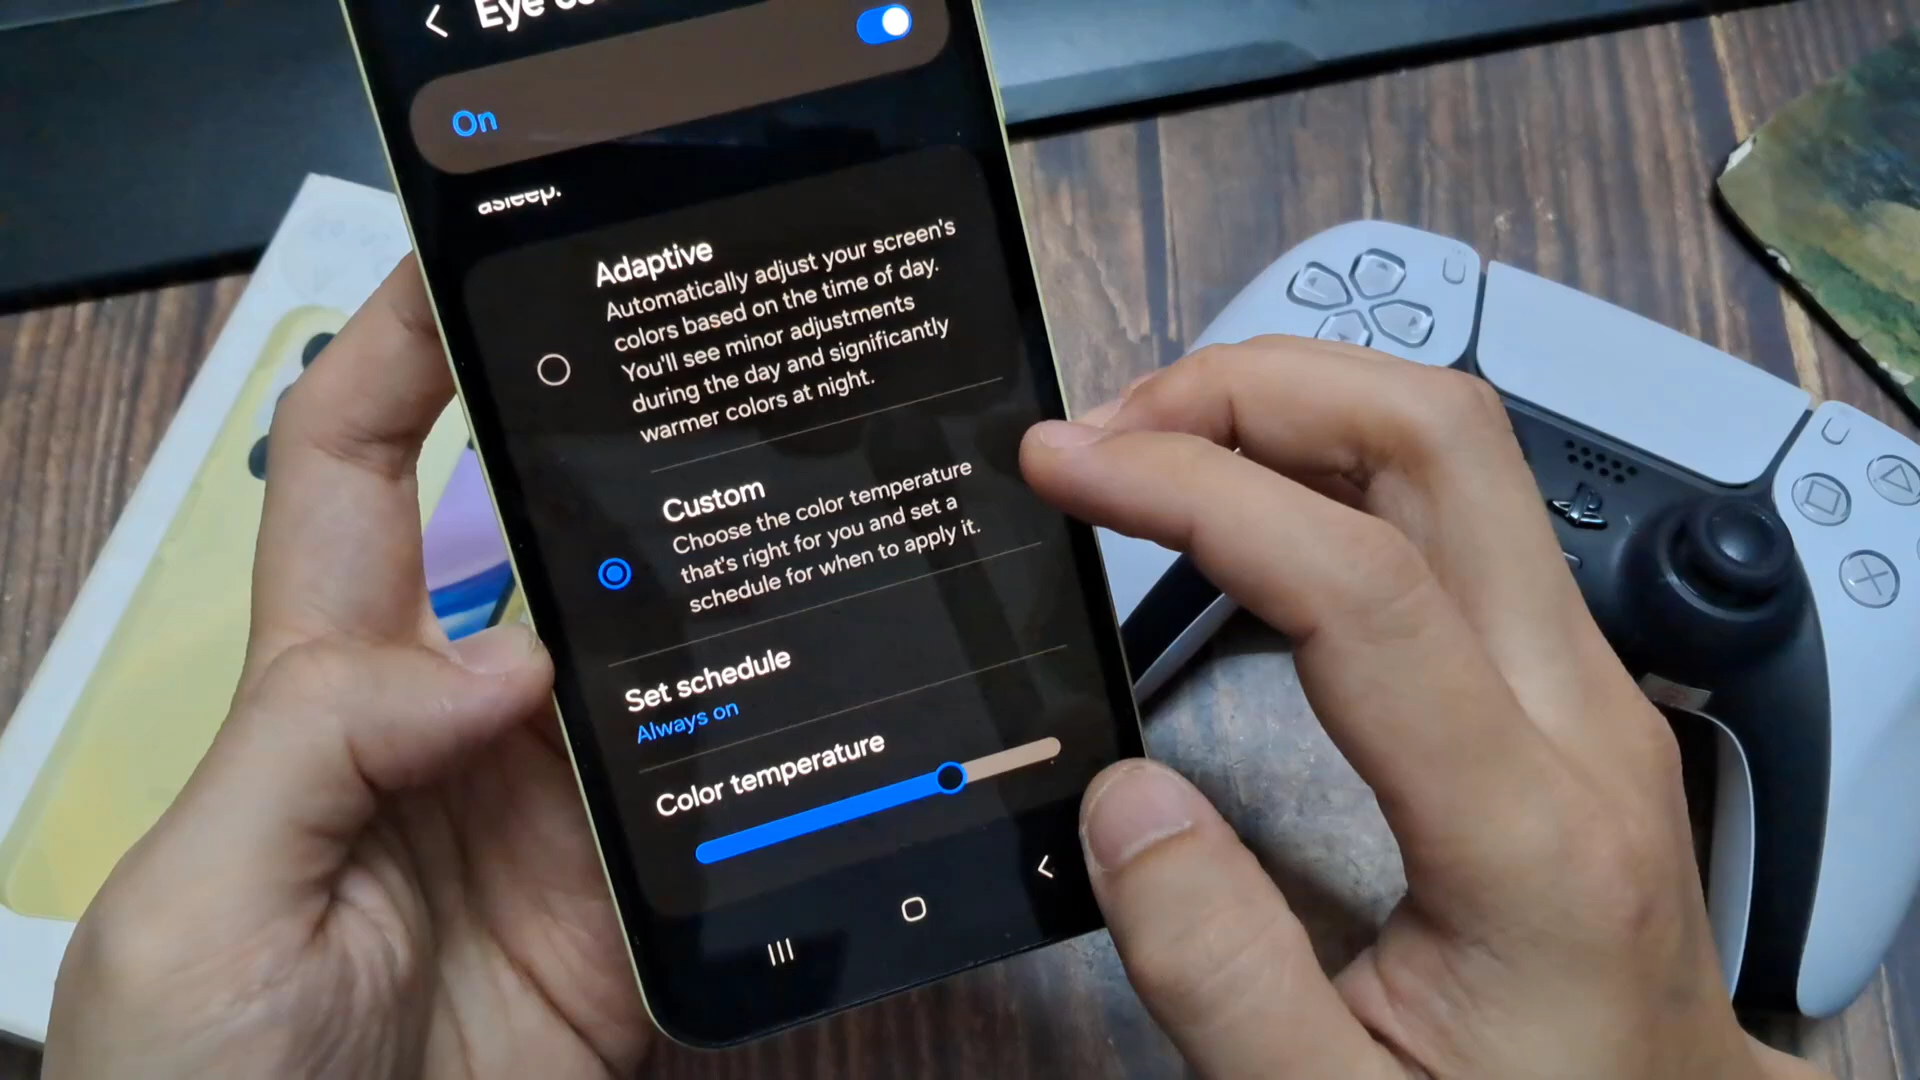 Eye
On
asleep.
Adaptive
Automatically adjust your screen's
colors based on the time of day.
You'll see minor adjustments
during the day and significantly
warmer colors at night.
Custom
Choose the color temperature
that's right for you and set a
schedule for when to apply it.
Set schedule
Always on
Color temperature